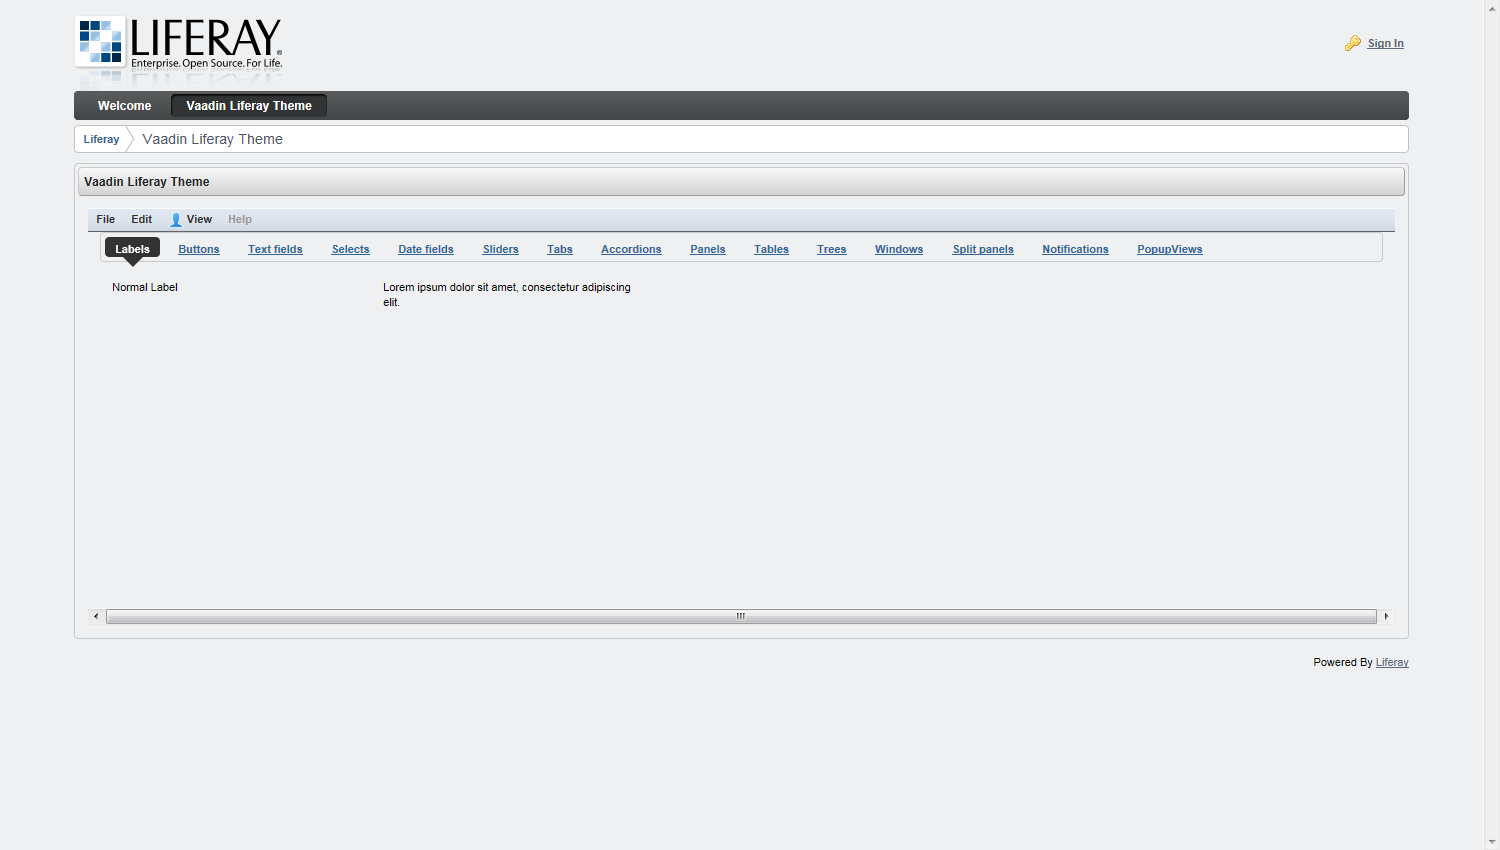 LIFERAY®
Enterprise. Open Source. For Life.
Sign In
Welcome Vaadin Liferay Theme
Liferay Vaadin Liferay Theme
Vaadin Liferay Theme
File Edit View Help
Labels Buttons Text fields Selects Date fields Sliders Tabs Accordions Panels Tables Trees Windows Split panels Notifications PopupViews
Normal Label Lorem ipsum dolor sit amet, consectetur adipiscing
elit.
Powered By Liferay